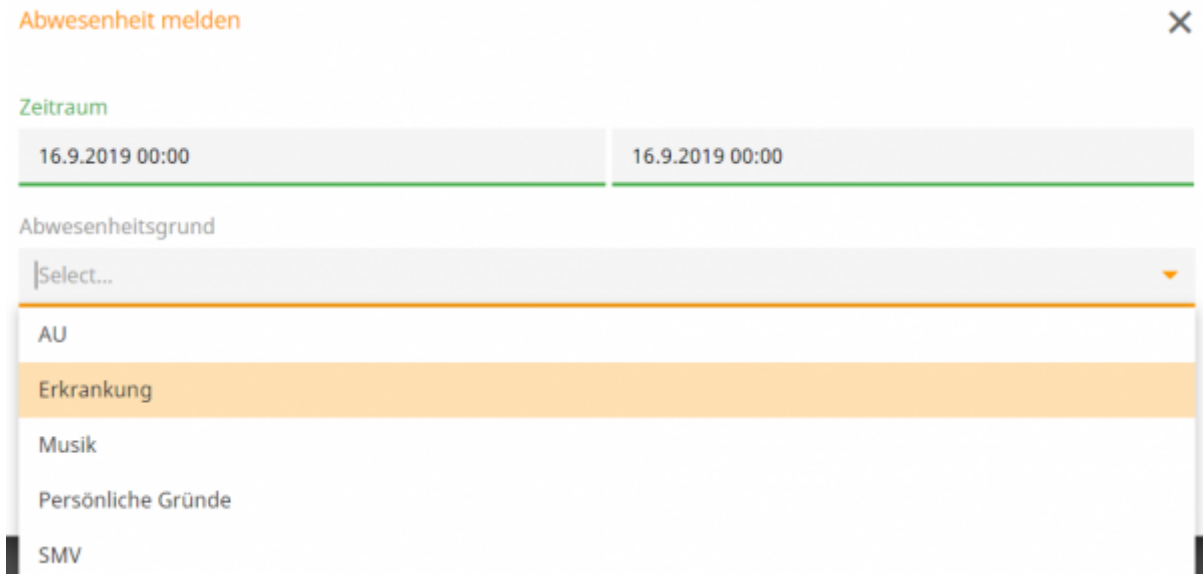 Abwesenheit melden
Zeitraum
16.9.2019 00:00 16.9.2019 00:00
Abwesenheitsgrund
Select...
AU
Erkrankung
Musik
Persönliche Gründe
SMV